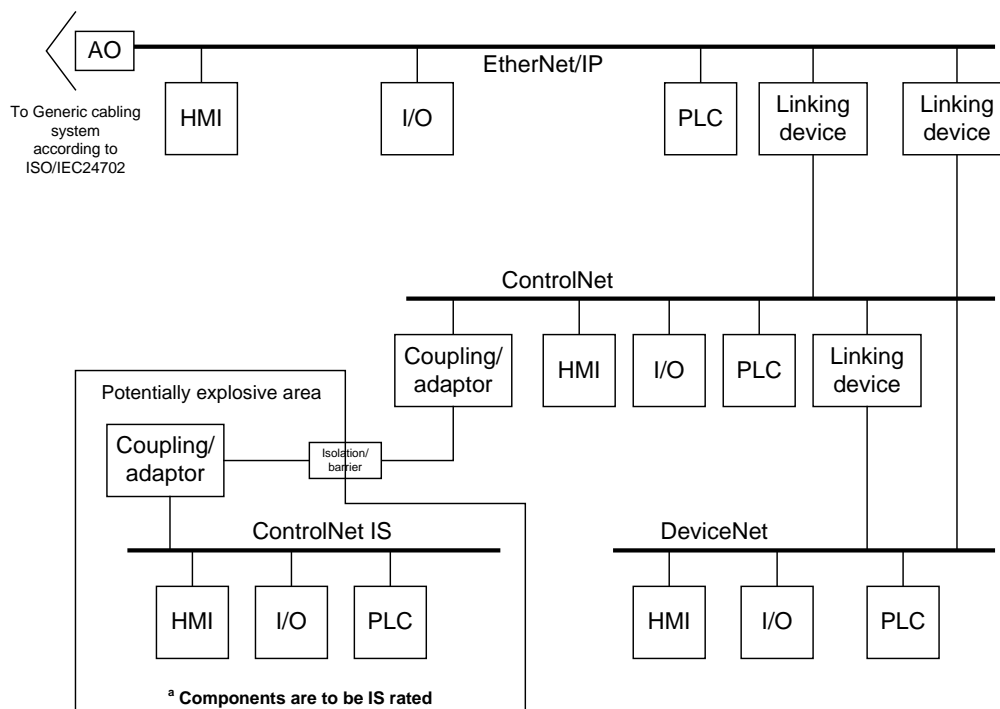 AO
EtherNet/IP
To Generic cabling
system
according to
ISO/IEC24702
HMI
I/O
PLC
Linking
device
Linking
device
ControlNet
Coupling/
adaptor
HMI
I/O
PLC
Linking
device
Potentially explosive area
Coupling/
adaptor
Isolation/
barrier
ControlNet IS
DeviceNet
HMI
I/O
PLC
HMI
I/O
PLC
a Components are to be IS rated